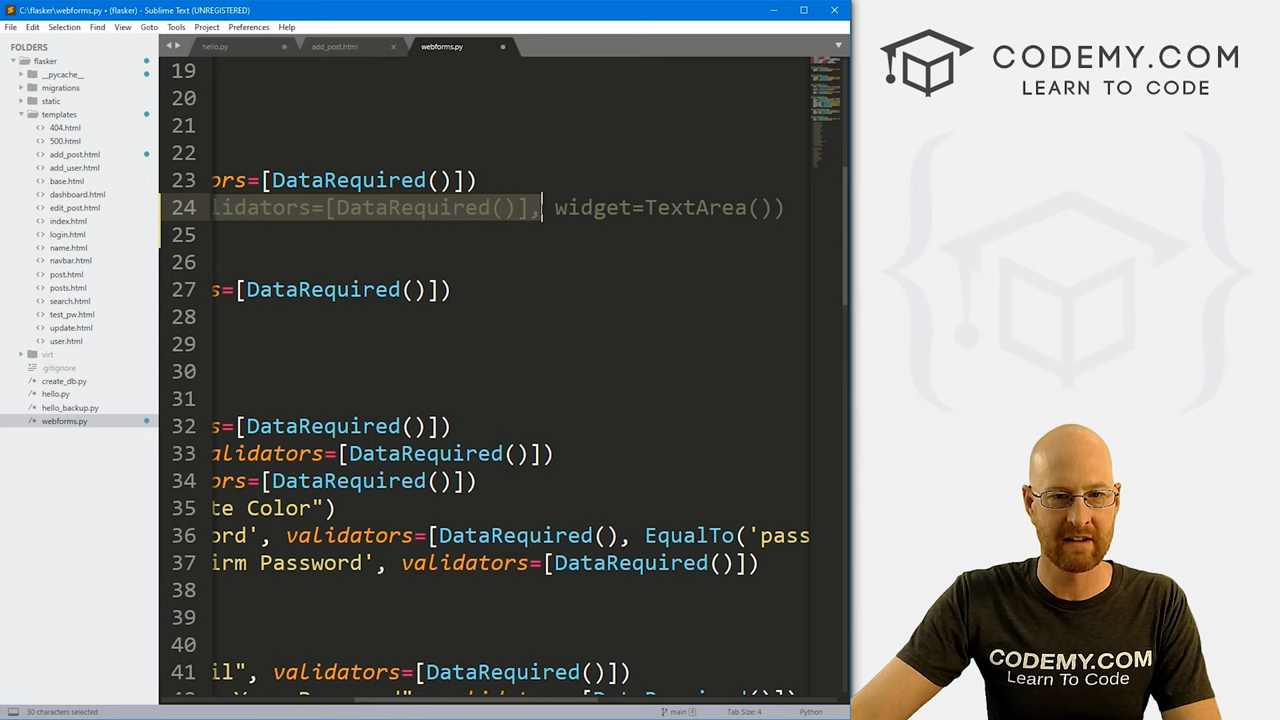 C:\flasker\webforms.py • (flasker) - Sublime Text (UNREGISTERED)
File Edit Selection Find View Goto Tools Project Preferences Help
FOLDERS
flasker
__pycache__
migrations
static
templates
404.html
500.html
add_post.html
add_user.html
base.html
dashboard.html
edit_post.html
index.html
login.html
name.html
navbar.html
post.html
posts.html
search.html
test_pw.html
update.html
user.html
virt
.gitignore
create_db.py
hello.py
hello_backup.py
webforms.py
hello.py add_post.html webforms.py
19
20
21
22
23 ors=[DataRequired()])
24 lidators=[DataRequired()], widget=TextArea())
25
26
27 s=[DataRequired()])
28
29
30
31
32 s=[DataRequired()])
33 alidators=[DataRequired()])
34 ors=[DataRequired()])
35 te Color")
36 ord', validators=[DataRequired(), EqualTo('pass
37 irm Password', validators=[DataRequired()])
38
39
40
41 il", validators=[DataRequired()])
30 characters selected main Tab Size: 4 Python
CODEMY.COM
LEARN TO CODE
CODEMY.COM
Learn To Code